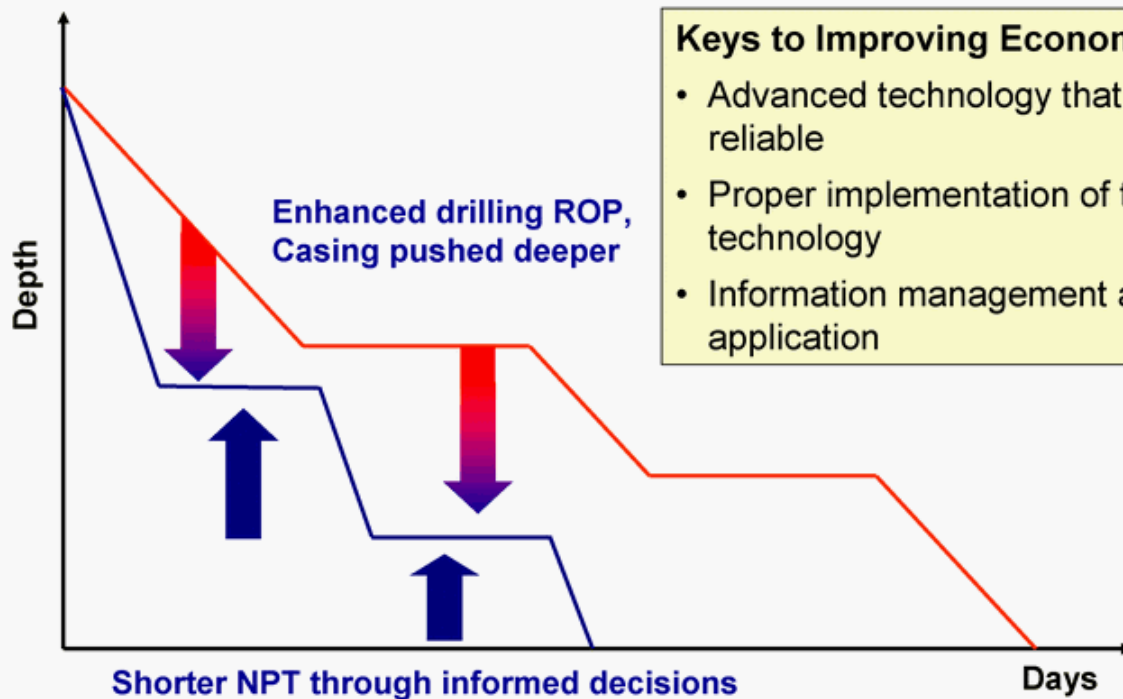 Keys to Improving Econom
• Advanced technology that
reliable
• Proper implementation of
technology
• Information management
application
Enhanced drilling ROP,
Casing pushed deeper
Depth
Days
Shorter NPT through informed decisions